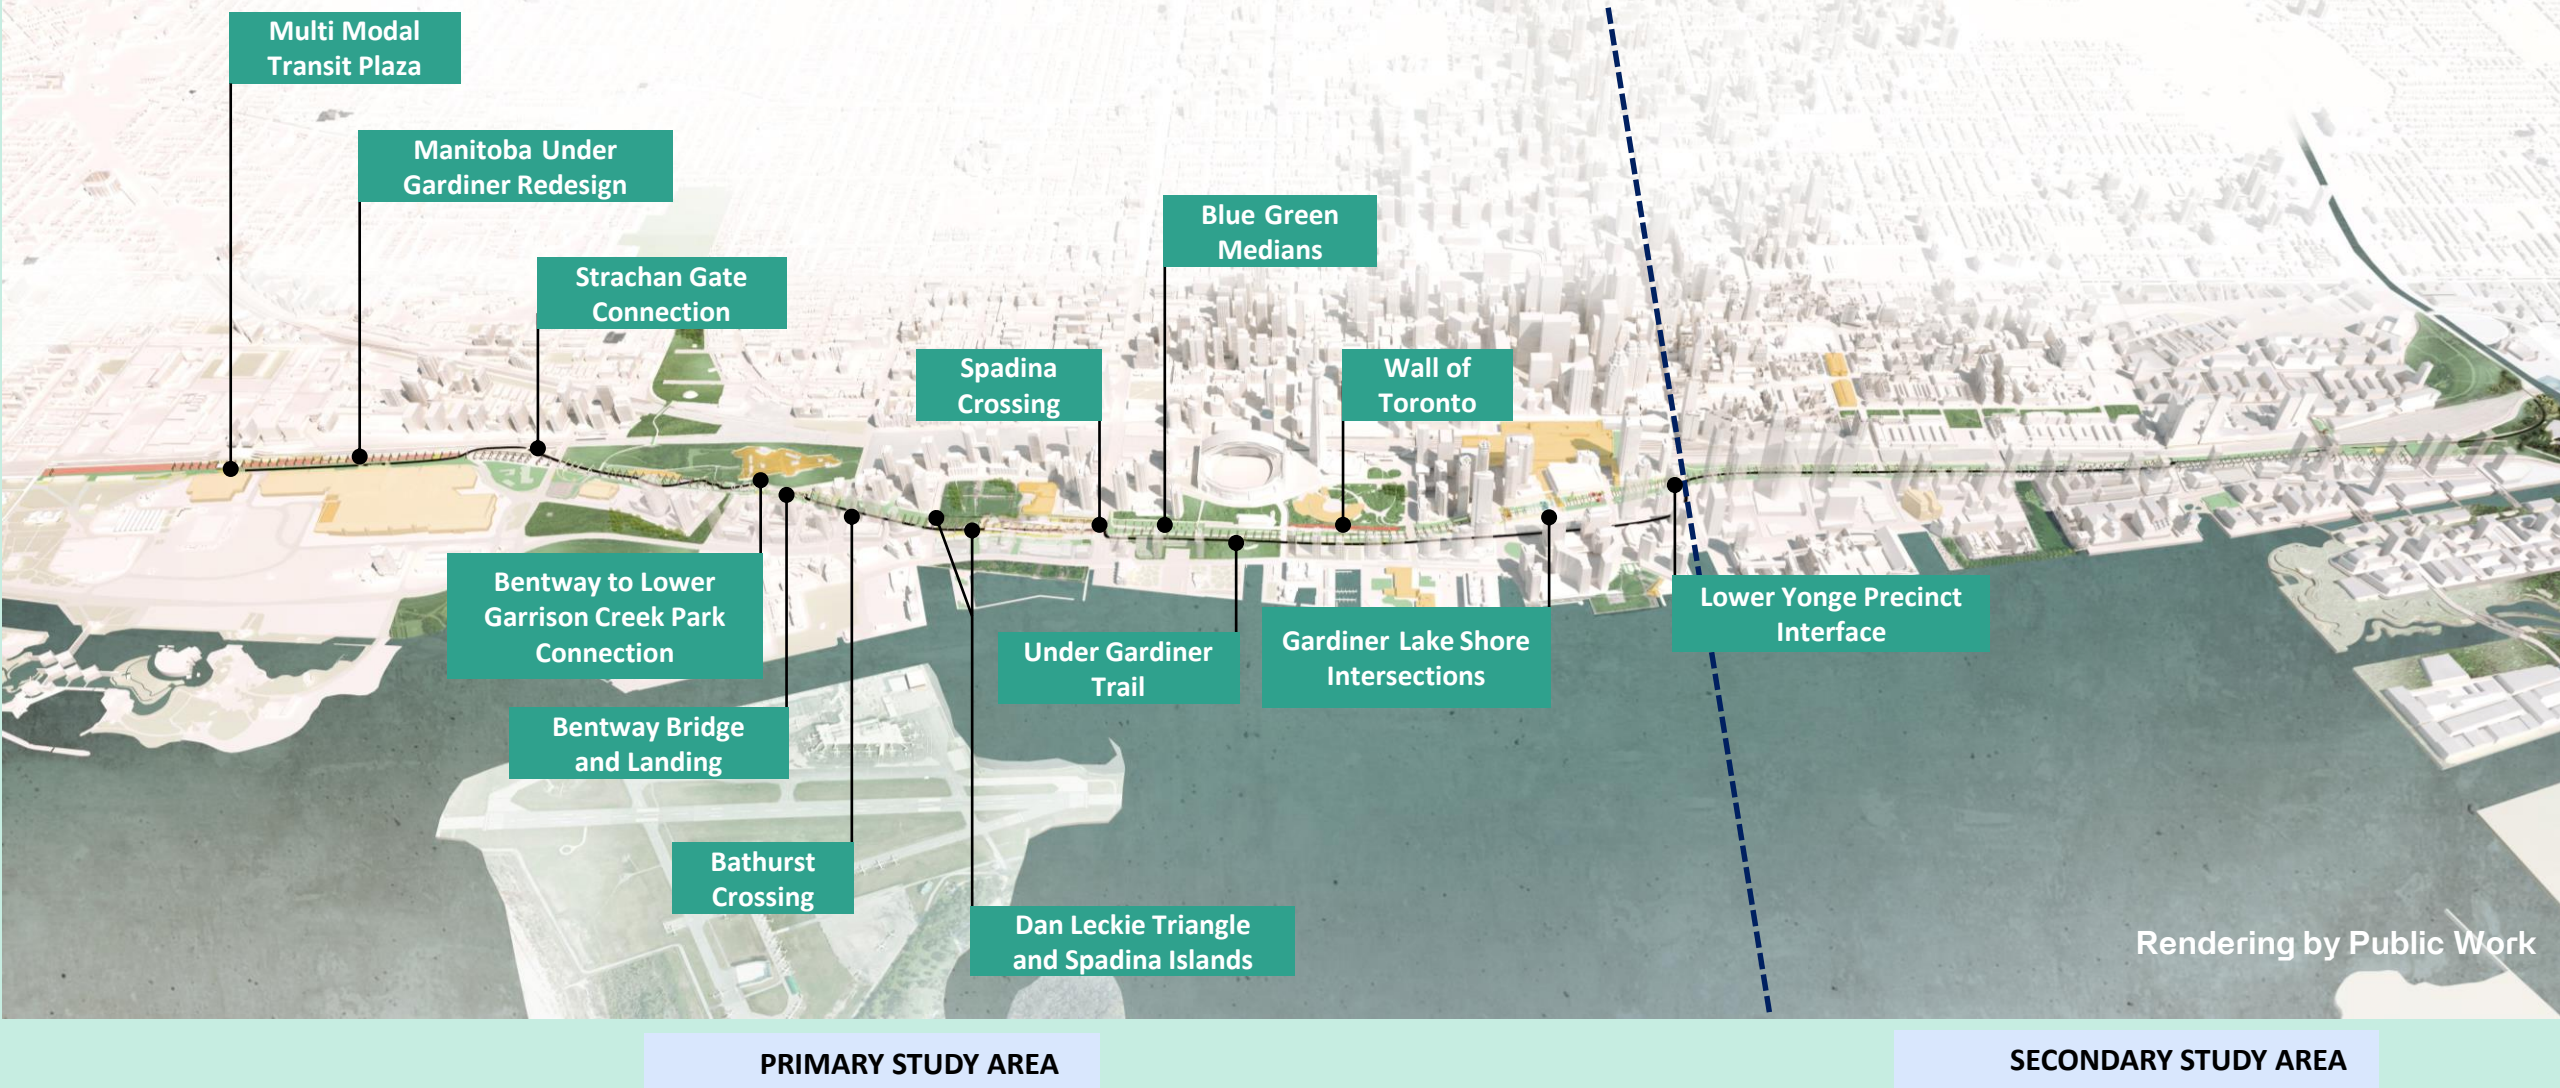 Multi Modal
Transit Plaza
Manitoba Under
Gardiner Redesign
Strachan Gate
Connection
Blue Green
Medians
Spadina
Crossing
Wall of
Toronto
Bentway to Lower
Garrison Creek Park
Connection
Bentway Bridge
and Landing
Bathurst
Crossing
Dan Leckie Triangle
and Spadina Islands
Under Gardiner
Trail
Gardiner Lake Shore
Intersections
Lower Yonge Precinct
Interface
Rendering by Public Work
PRIMARY STUDY AREA
SECONDARY STUDY AREA